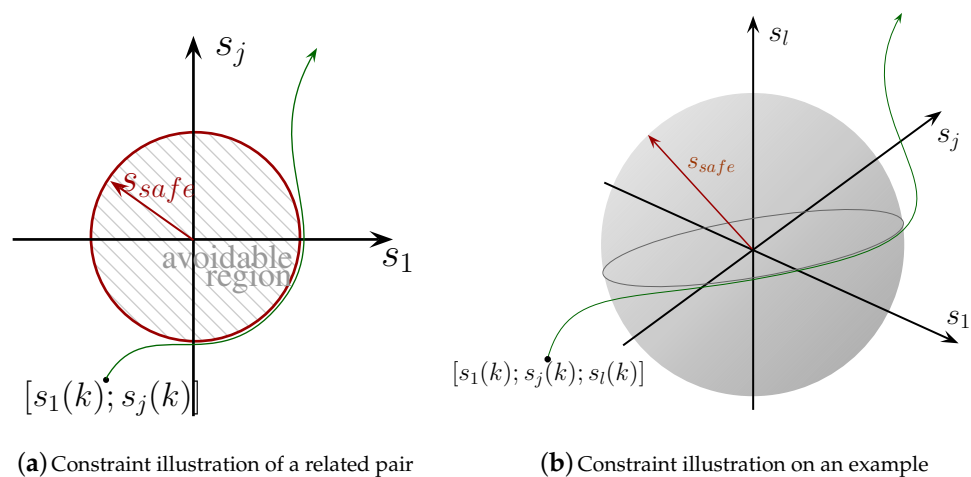 s_j
s_safe
s_1
avoidable
region
[s_1(k); s_j(k)]
(a) Constraint illustration of a related pair
s_l
s_j
s_safe
s_1
[s_1(k); s_j(k); s_l(k)]
(b) Constraint illustration on an example